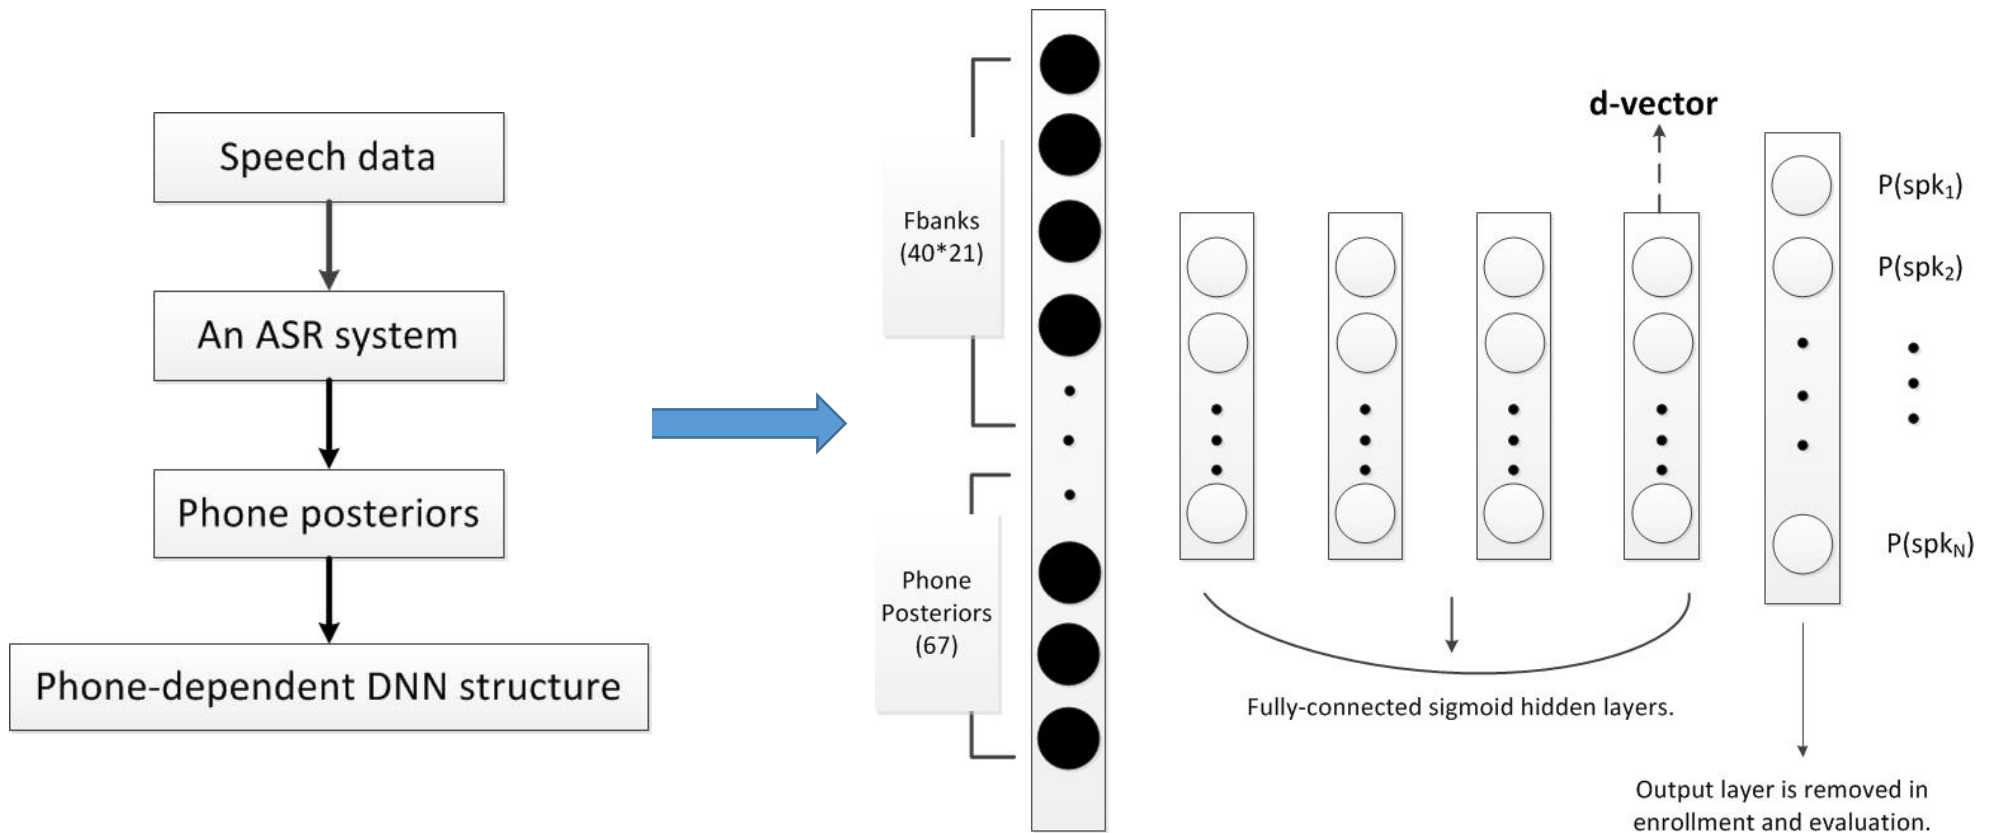 Speech data
An ASR system
Phone posteriors
Phone-dependent DNN structure
Fbanks
(40*21)
Phone
Posteriors
(67)
d-vector
P(spk₁)
P(spk₂)
P(spkN)
Fully-connected sigmoid hidden layers.
Output layer is removed in
enrollment and evaluation.